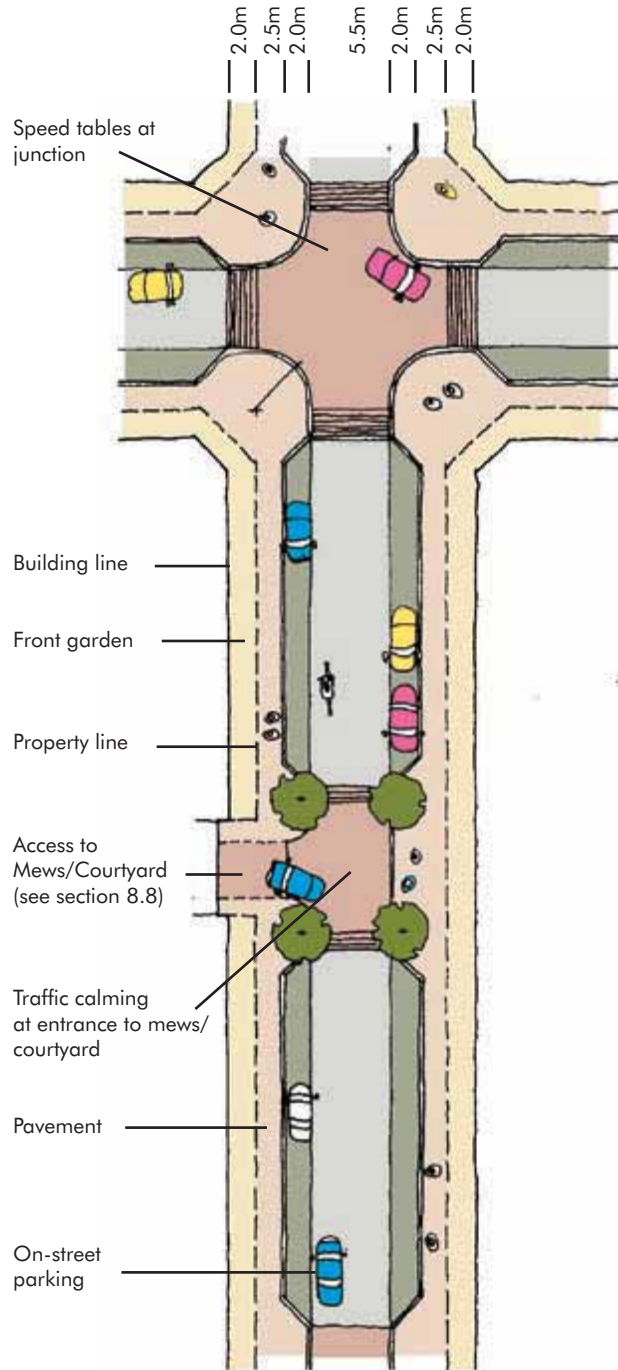 2.0m
2.5m
2.0m
5.5m
2.0m
2.5m
2.0m
Speed tables at
junction
Building line
Front garden
Property line
Access to
Mews/Courtyard
(see section 8.8)
Traffic calming
at entrance to mews/
courtyard
Pavement
On-street
parking